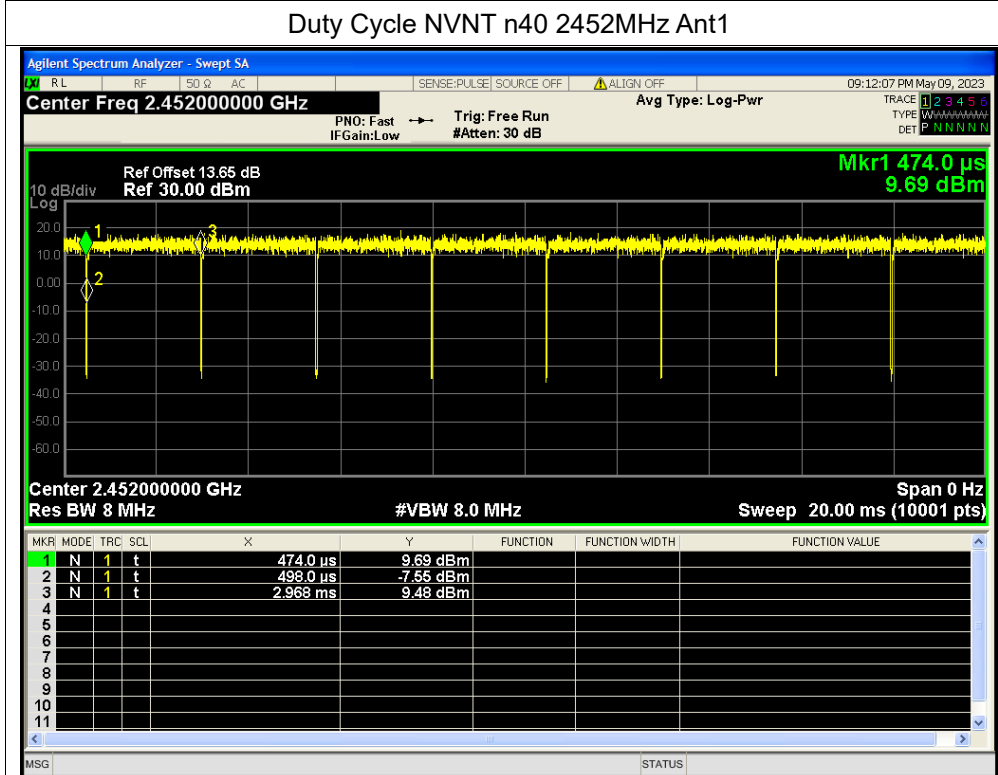 Duty Cycle NVNT n40 2452MHz Ant1
Agilent Spectrum Analyzer - Swept SA
LXI RL RF 50 Ω AC SENSE:PULSE SOURCE OFF ALIGN OFF 09:12:07 PM May 09, 2023
Center Freq 2.452000000 GHz Avg Type: Log-Pwr TRACE 1 2 3 4 5 6
PNO: Fast Trig: Free Run TYPE W
IFGain:Low #Atten: 30 dB DET P N N N N N
Mkr1 474.0 µs
Ref Offset 13.65 dB
10 dB/div Ref 30.00 dBm 9.69 dBm
Log
20.0
1 3
10.0
0.00
2
-10.0
-20.0
-30.0
-40.0
-50.0
-60.0
Center 2.452000000 GHz Span 0 Hz
Res BW 8 MHz #VBW 8.0 MHz Sweep 20.00 ms (10001 pts)
MKR MODE TRC SCL X Y FUNCTION FUNCTION WIDTH FUNCTION VALUE
1 N 1 t 474.0 µs 9.69 dBm
2 N 1 t 498.0 µs -7.55 dBm
3 N 1 t 2.968 ms 9.48 dBm
4
5
6
7
8
9
10
11
MSG STATUS